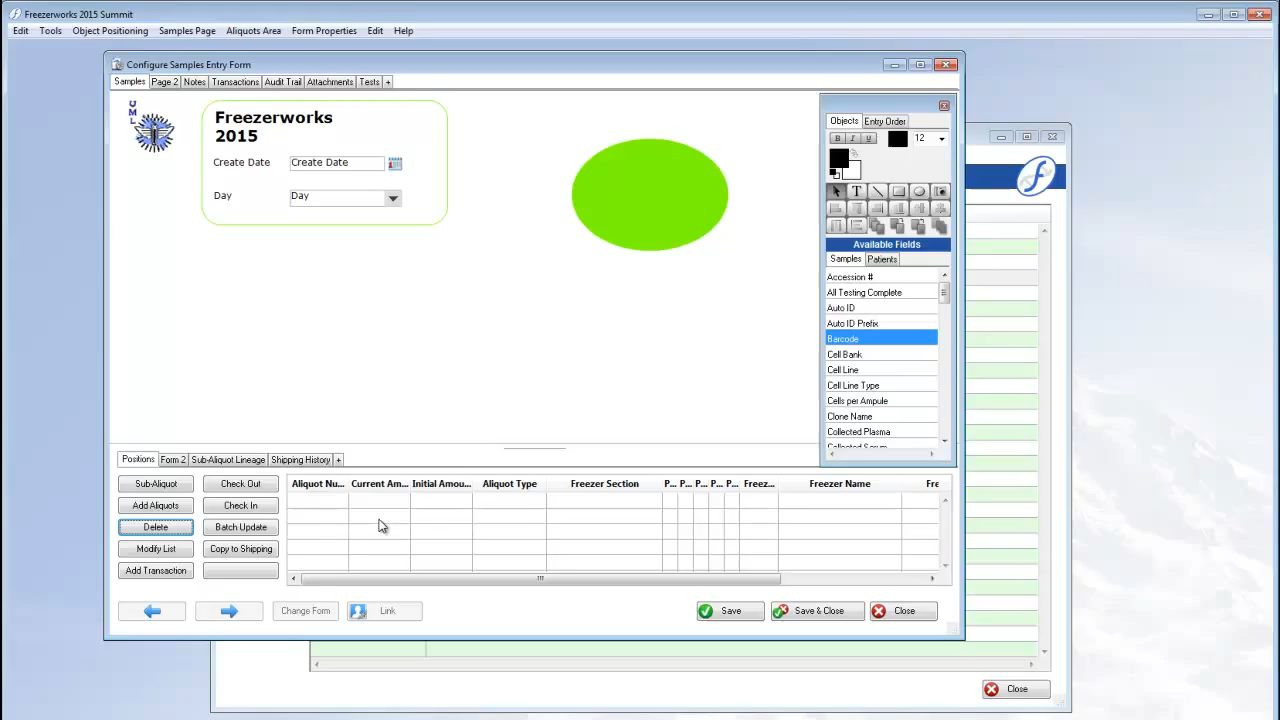 Freezerworks 2015 Summit
Edit Tools Object Positioning Samples Page Aliquots Area Form Properties Edit Help
Configure Samples Entry Form
Samples Page 2 Notes Transactions Audit Trail Attachments Tests +
UML
Freezerworks
2015
Create Date Create Date
Day Day
Objects Entry Order
B I U 12
T
Available Fields
Samples Patients
Accession #
All Testing Complete
Auto ID
Auto ID Prefix
Barcode
Cell Bank
Cell Line
Cell Line Type
Cells per Ampule
Clone Name
Collected Plasma
Collected Serum
Positions Form 2 Sub-Aliquot Lineage Shipping History +
Sub-Aliquot Check Out
Add Aliquots Check In
Delete Batch Update
Modify List Copy to Shipping
Add Transaction
Aliquot Nu... Current Am... Initial Amou... Aliquot Type Freezer Section P... P... P... P... P... Freez... Freezer Name Fre
Change Form Link Save Save & Close Close
Close